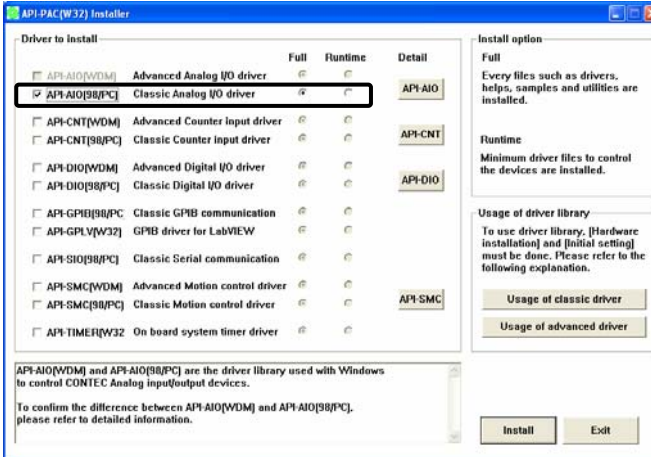 API-PAC(W32) Installer
Driver to install
Full Runtime Detail
API-AIO(WDM) Advanced Analog I/O driver
API-AIO(98/PC) Classic Analog I/O driver
API-AIO
API-CNT(WDM) Advanced Counter input driver
API-CNT(98/PC) Classic Counter input driver
API-CNT
API-DIO(WDM) Advanced Digital I/O driver
API-DIO(98/PC) Classic Digital I/O driver
API-DIO
API-GPIB(98/PC Classic GPIB communication
API-GPLV(W32) GPIB driver for LabVIEW
API-SIO(98/PC) Classic Serial communication
API-SMC(WDM) Advanced Motion control driver
API-SMC(98/PC) Classic Motion control driver
API-SMC
API-TIMER(W32 On board system timer driver
Install option
Full
Every files such as drivers,
helps, samples and utilities are
installed.
Runtime
Minimum driver files to control
the devices are installed.
Usage of driver library
To use driver library, [Hardware
installation] and [Initial setting]
must be done. Please refer to the
following explanation.
Usage of classic driver
Usage of advanced driver
API-AIO(WDM) and API-AIO(98/PC) are the driver library used with Windows
to control CONTEC Analog input/output devices.
To confirm the difference between API-AIO(WDM) and API-AIO(98/PC),
please refer to detailed information.
Install Exit